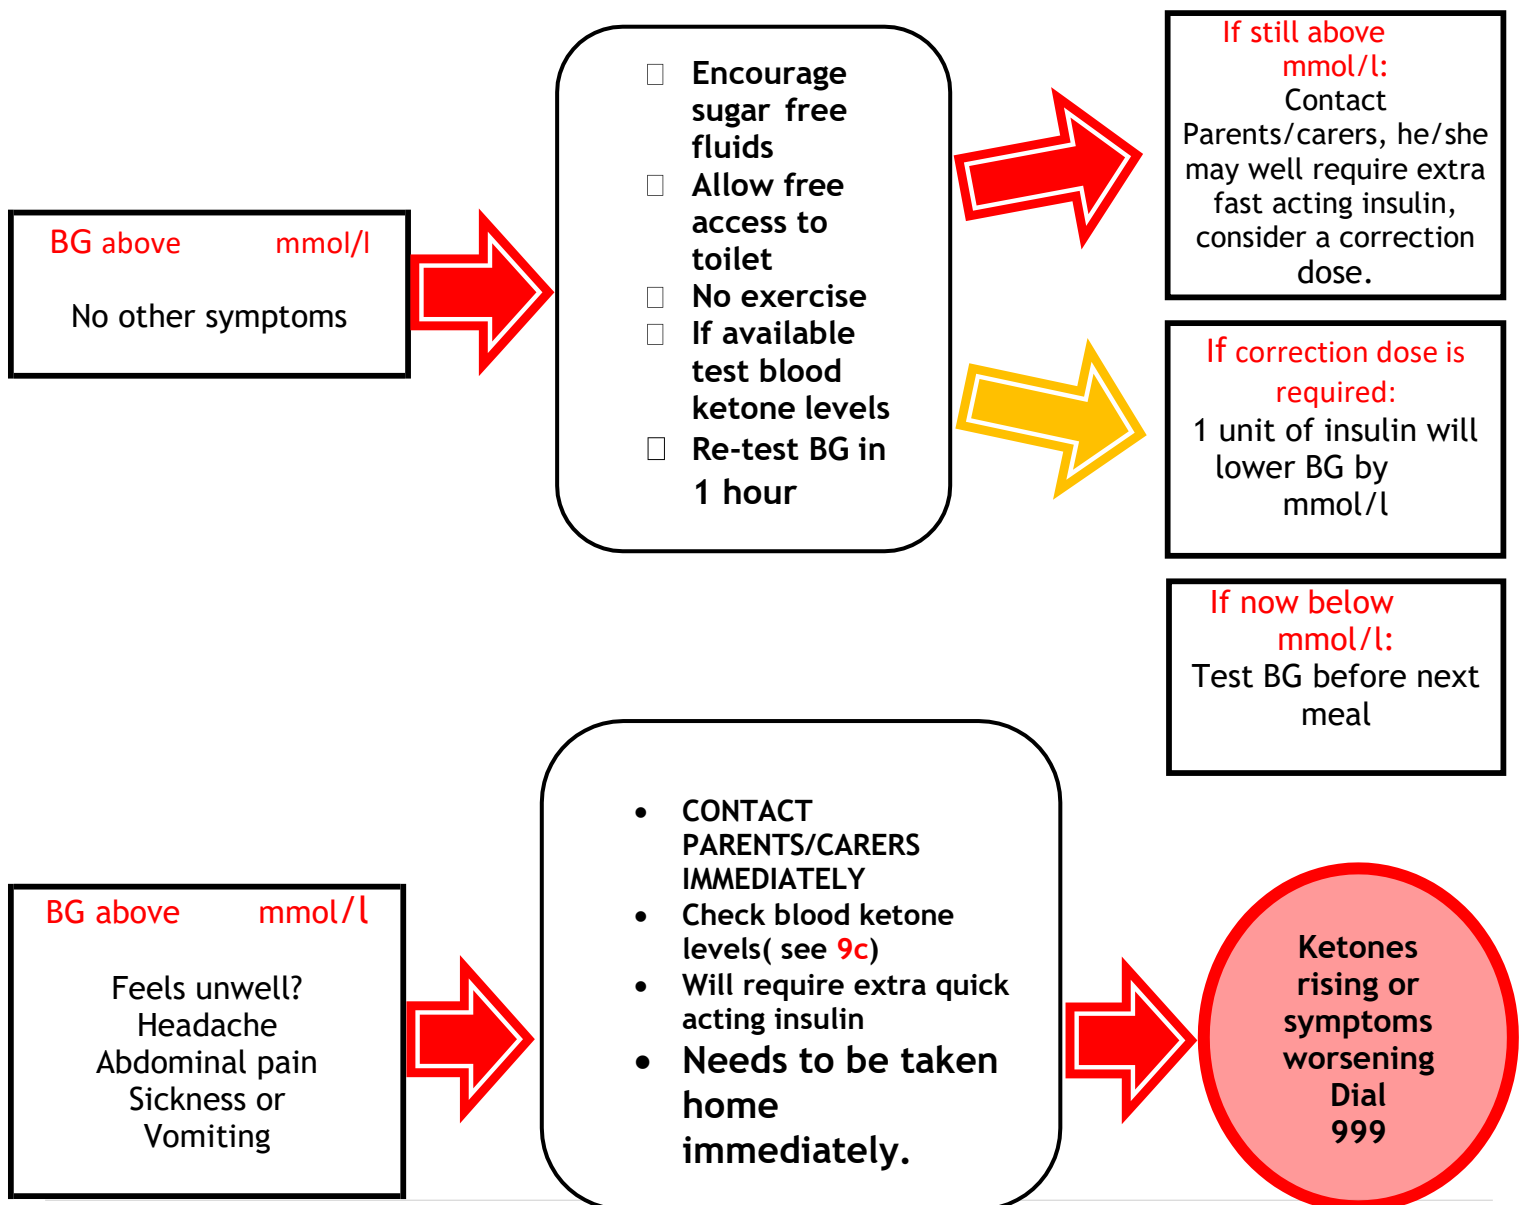 BG above mmol/l
No other symptoms
Encourage
sugar free
fluids
Allow free
access to
toilet
No exercise
If available
test blood
ketone levels
Re-test BG in
1 hour
If still above
mmol/l:
Contact
Parents/carers, he/she
may well require extra
fast acting insulin,
consider a correction
dose.
If correction dose is
required:
1 unit of insulin will
lower BG by
mmol/l
If now below
mmol/l:
Test BG before next
meal
BG above mmol/l
Feels unwell?
Headache
Abdominal pain
Sickness or
Vomiting
• CONTACT
PARENTS/CARERS
IMMEDIATELY
• Check blood ketone
levels( see 9c)
• Will require extra quick
acting insulin
• Needs to be taken
home
immediately.
Ketones
rising or
symptoms
worsening
Dial
999